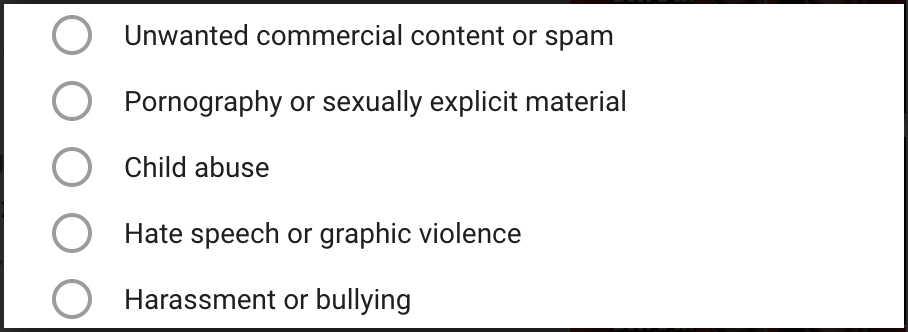 Unwanted commercial content or spam
Pornography or sexually explicit material
Child abuse
Hate speech or graphic violence
Harassment or bullying